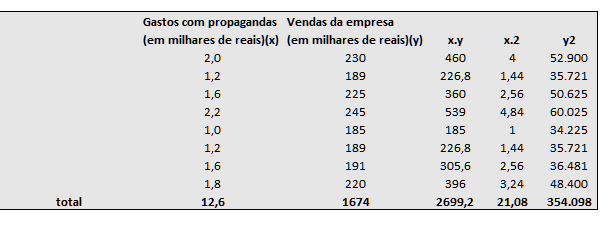 Gastos com propagandas Vendas da empresa
(em milhares de reais)(x) (em milhares de reais)(y) x.y x.2 y2
2,0 230 460 4 52.900
1,2 189 226,8 1,44 35.721
1,6 225 360 2,56 50.625
2,2 245 539 4,84 60.025
1,0 185 185 1 34.225
1,2 189 226,8 1,44 35.721
1,6 191 305,6 2,56 36.481
1,8 220 396 3,24 48.400
total 12,6 1674 2699,2 21,08 354.098